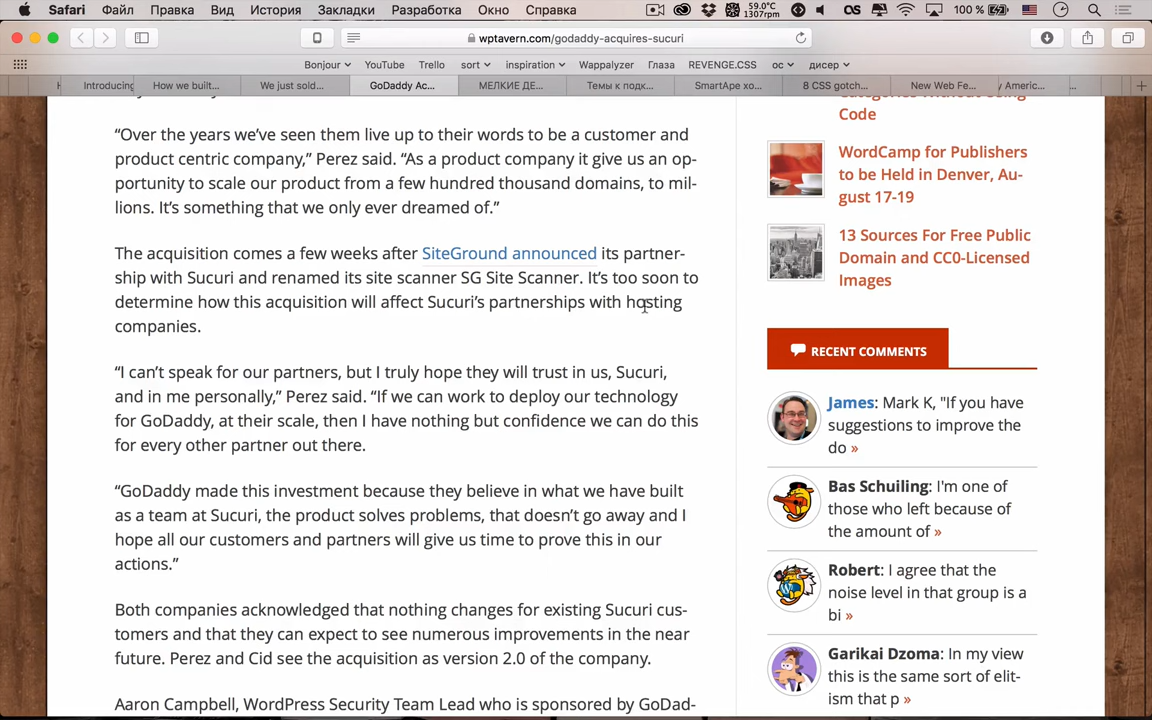 Safari Файл Правка Вид История Закладки Разработка Окно Справка 59.0°C 1307rpm 100 %
wptavern.com/godaddy-acquires-sucuri
Bonjour YouTube Trello sort inspiration Wappalyzer Глаза REVENGE.CSS ос дисер
Introducing How we built... We just sold... GoDaddy Ac... МЕЛКИЕ ДЕ... Темы к подк... SmartApe хо... 8 CSS gotch... New Web Fe... y Americ...
“Over the years we’ve seen them live up to their words to be a customer and
product centric company,” Perez said. “As a product company it give us an op-
portunity to scale our product from a few hundred thousand domains, to mil-
lions. It’s something that we only ever dreamed of.”
The acquisition comes a few weeks after SiteGround announced its partner-
ship with Sucuri and renamed its site scanner SG Site Scanner. It’s too soon to
determine how this acquisition will affect Sucuri’s partnerships with hosting
companies.
“I can’t speak for our partners, but I truly hope they will trust in us, Sucuri,
and in me personally,” Perez said. “If we can work to deploy our technology
for GoDaddy, at their scale, then I have nothing but confidence we can do this
for every other partner out there.
“GoDaddy made this investment because they believe in what we have built
as a team at Sucuri, the product solves problems, that doesn’t go away and I
hope all our customers and partners will give us time to prove this in our
actions.”
Both companies acknowledged that nothing changes for existing Sucuri cus-
tomers and that they can expect to see numerous improvements in the near
future. Perez and Cid see the acquisition as version 2.0 of the company.
Aaron Campbell, WordPress Security Team Lead who is sponsored by GoDad-
Categories Without Using
Code
WordCamp for Publishers
to be Held in Denver, Au-
gust 17-19
13 Sources For Free Public
Domain and CC0-Licensed
Images
RECENT COMMENTS
James: Mark K, "If you have
suggestions to improve the
do »
Bas Schuiling: I'm one of
those who left because of
the amount of »
Robert: I agree that the
noise level in that group is a
bi »
Garikai Dzoma: In my view
this is the same sort of elit-
ism that p »